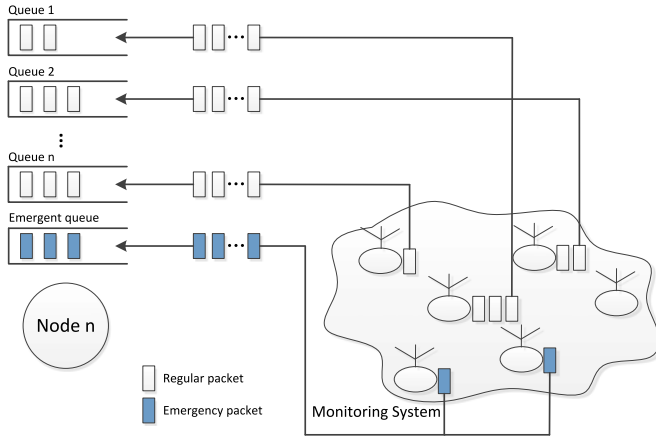 Queue 1
Queue 2
Queue n
Emergent queue
Node n
Regular packet
Emergency packet
Monitoring System